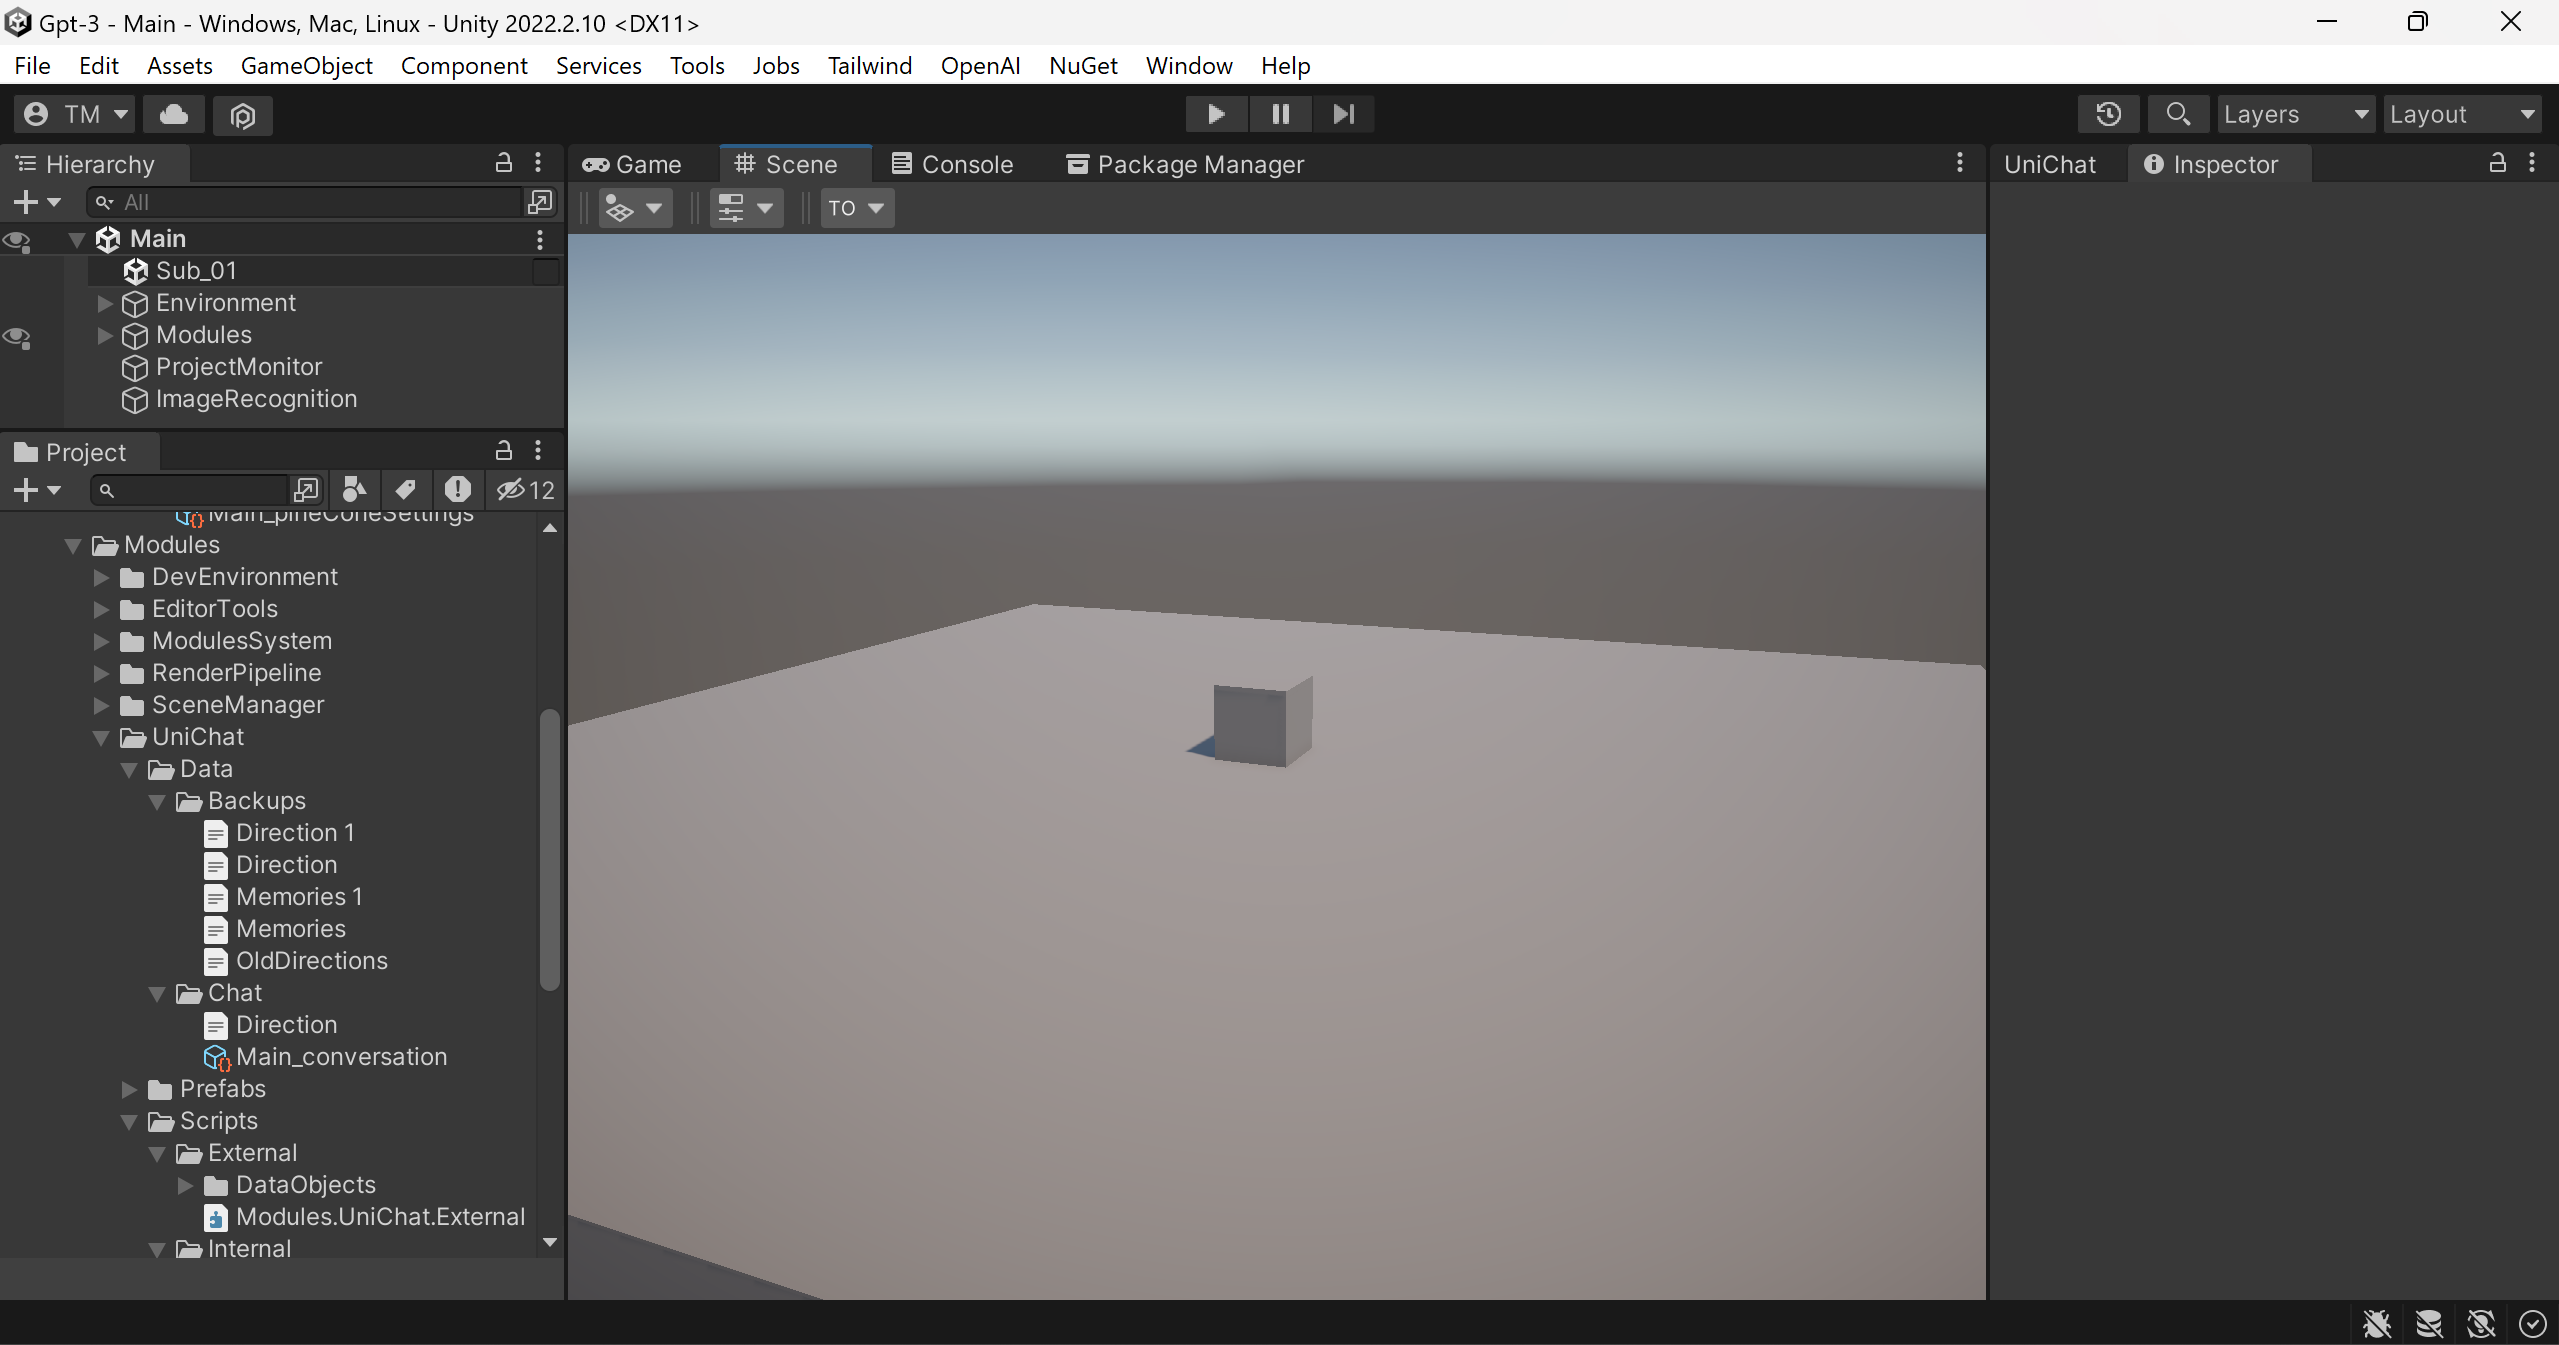 Gpt-3 - Main - Windows, Mac, Linux - Unity 2022.2.10 <DX11>
File Edit Assets GameObject Component Services Tools Jobs Tailwind OpenAI NuGet Window Help
TM Layers Layout
Hierarchy
All
Main
Sub_01
Environment
Modules
ProjectMonitor
ImageRecognition
Project
12
Main_pineConeSettings
Modules
DevEnvironment
EditorTools
ModulesSystem
RenderPipeline
SceneManager
UniChat
Data
Backups
Direction 1
Direction
Memories 1
Memories
OldDirections
Chat
Direction
Main_conversation
Prefabs
Scripts
External
DataObjects
Modules.UniChat.External
Internal
Game Scene Console Package Manager
TO
UniChat Inspector